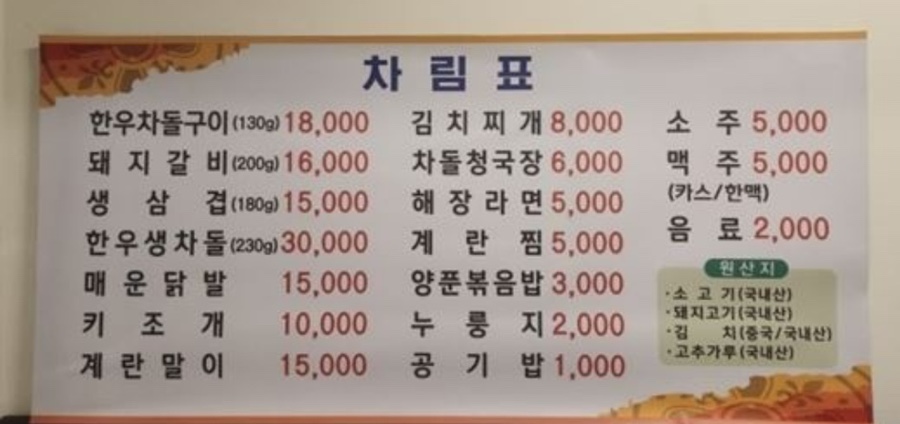 차림표
한우차돌구이(130g) 18,000
돼지갈비(200g) 16,000
생삼겹(180g) 15,000
한우생차돌(230g) 30,000
매운닭발 15,000
키조개 10,000
계란말이 15,000
김치찌개 8,000
차돌청국장 6,000
해장라면 5,000
계란찜 5,000
양푼볶음밥 3,000
누룽지 2,000
공기밥 1,000
소주 5,000
맥주 5,000
(카스/한맥)
음료 2,000
원산지
·소고기(국내산)
·돼지고기(국내산)
·김치(중국/국내산)
·고추가루(국내산)